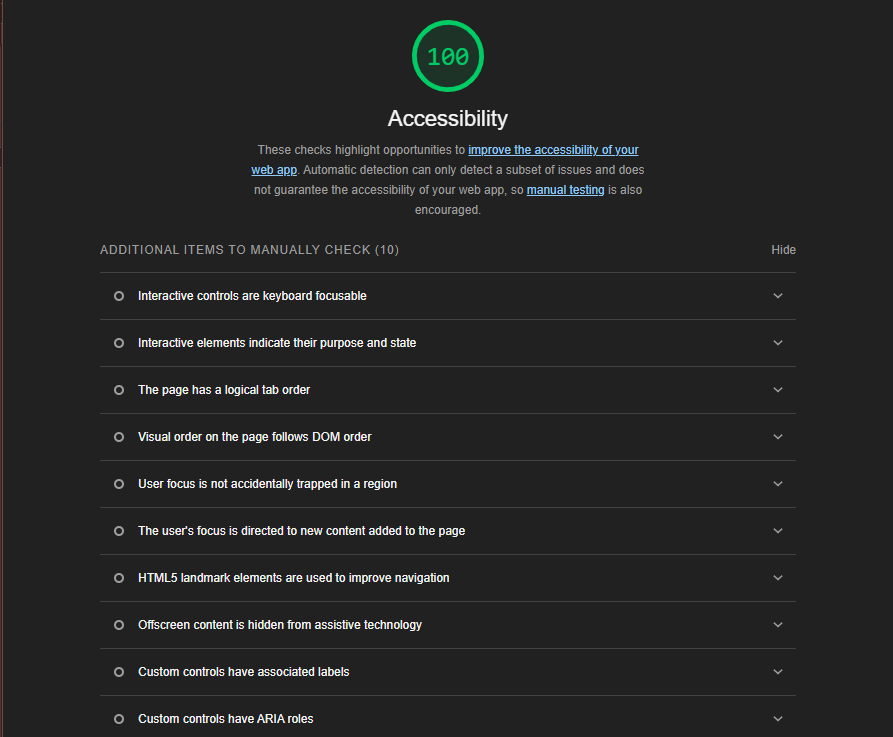 100
Accessibility
These checks highlight opportunities to improve the accessibility of your
web app. Automatic detection can only detect a subset of issues and does
not guarantee the accessibility of your web app, so manual testing is also
encouraged.
ADDITIONAL ITEMS TO MANUALLY CHECK (10) Hide
Interactive controls are keyboard focusable
Interactive elements indicate their purpose and state
The page has a logical tab order
Visual order on the page follows DOM order
User focus is not accidentally trapped in a region
The user's focus is directed to new content added to the page
HTML5 landmark elements are used to improve navigation
Offscreen content is hidden from assistive technology
Custom controls have associated labels
Custom controls have ARIA roles